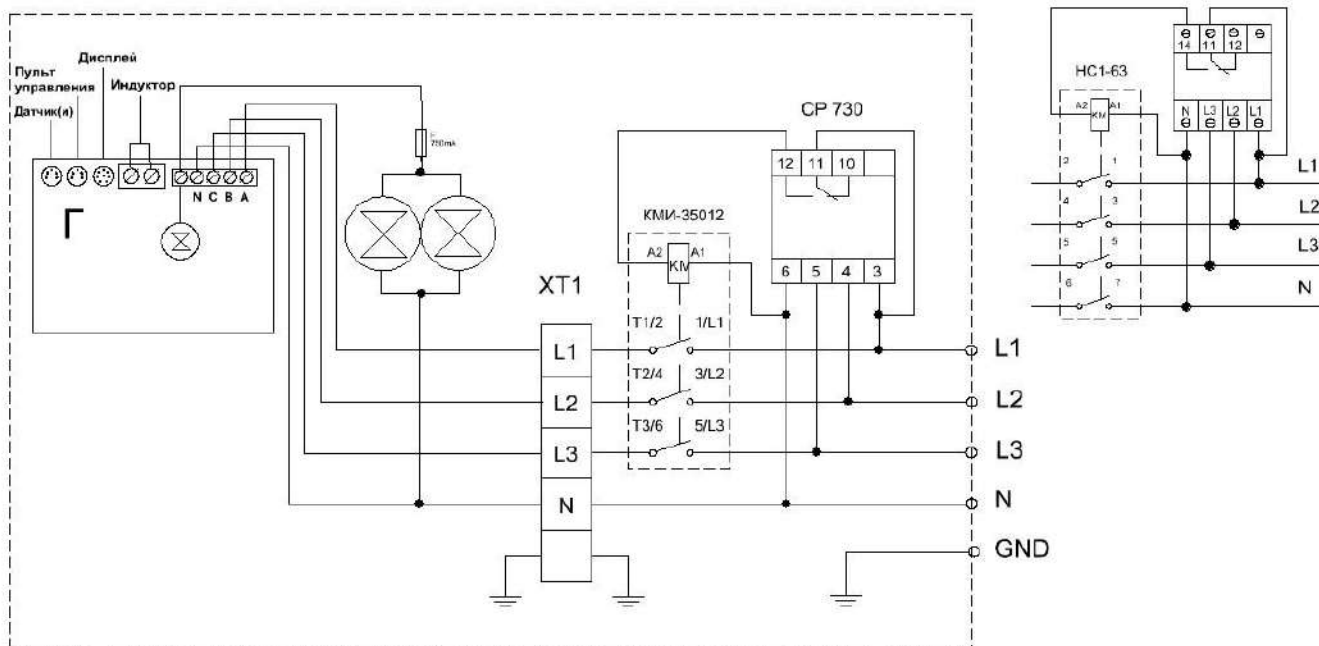 Дисплей
Пульт
управления
Индуктор
Датчик(и)
N C B A
Г
F
750mA
XT1
L1
L2
L3
N
КМИ-35012
A2 KM A1
T1/2 1/L1
T2/4 3/L2
T3/6 5/L3
CP 730
12 11 10
6 5 4 3
L1
L2
L3
N
GND
НС1-63
A2 KM A1
2 1
4 3
5 5
6 7
14 11 12
N L3 L2 L1
L1
L2
L3
N